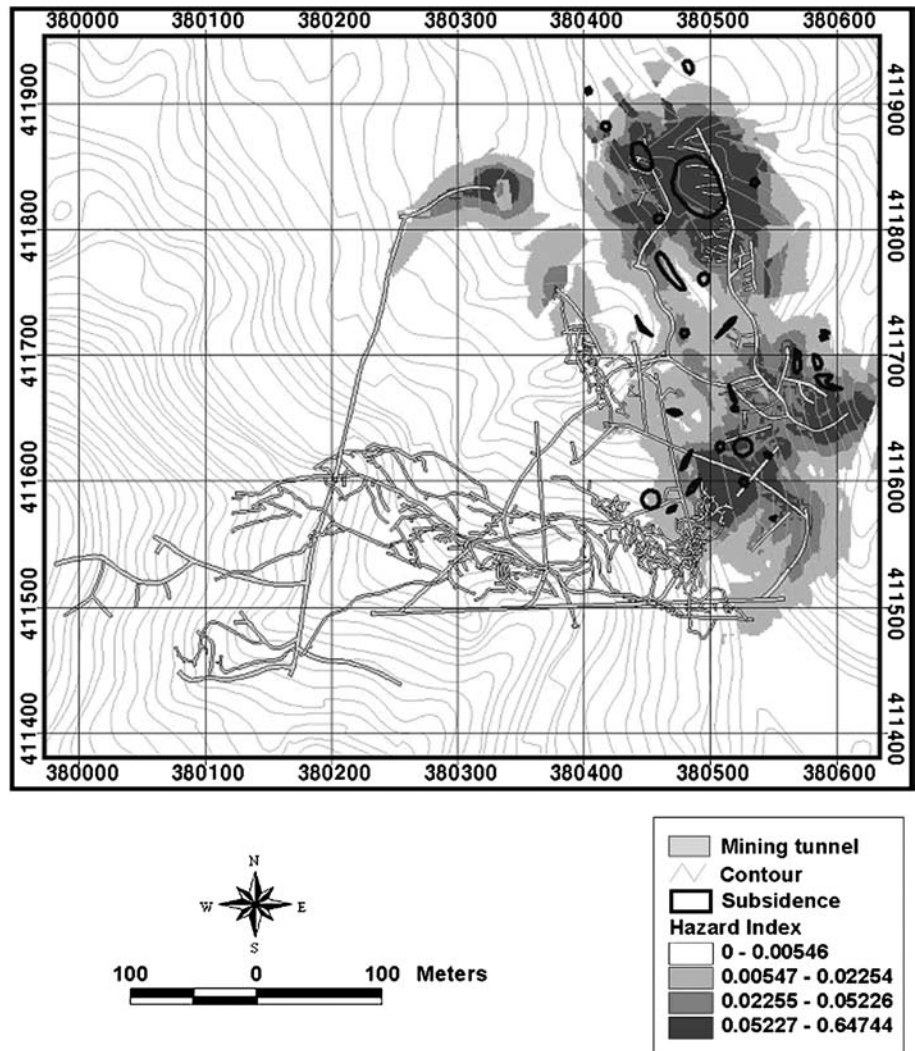 380000 380100 380200 380300 380400 380500 380600
411900 411900
411800 411800
411700 411700
411600 411600
411500 411500
411400 411400
380000 380100 380200 380300 380400 380500 380600
N
W E
S
100 0 100 Meters
Mining tunnel
Contour
Subsidence
Hazard Index
0 - 0.00546
0.00547 - 0.02254
0.02255 - 0.05226
0.05227 - 0.64744